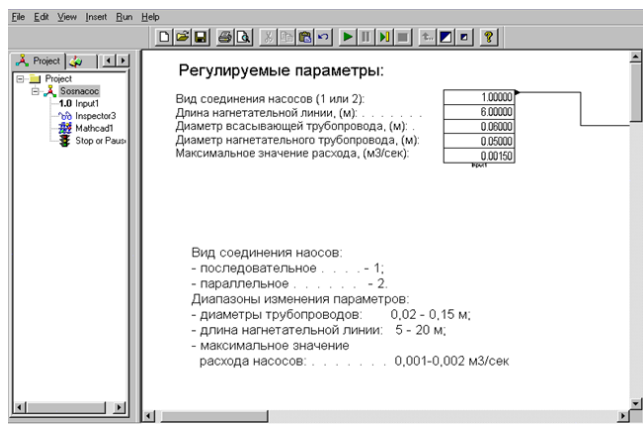 File Edit View Insert Run Help
Project
Project
Sosnacoc
1.0 Input1
Inspector3
Mathcad1
Stop or Paus
Регулируемые параметры:
Вид соединения насосов (1 или 2): 1.00000
Длина нагнетательной линии, (м): . . . . . . . 6.00000
Диаметр всасывающей трубопровода, (м): . 0.06000
Диаметр нагнетательного трубопровода, (м): 0.05000
Максимальное значение расхода, (м3/сек): 0.00150
Input1
Вид соединения наосов:
- последовательное . . . . - 1;
- параллельное . . . . . . - 2.
Диапазоны изменения параметров:
- диаметры трубопроводов: 0,02 - 0,15 м;
- длина нагнетательной линии: 5 - 20 м;
- максимальное значение
расхода насосов: . . . . . . . 0,001-0,002 м3/сек